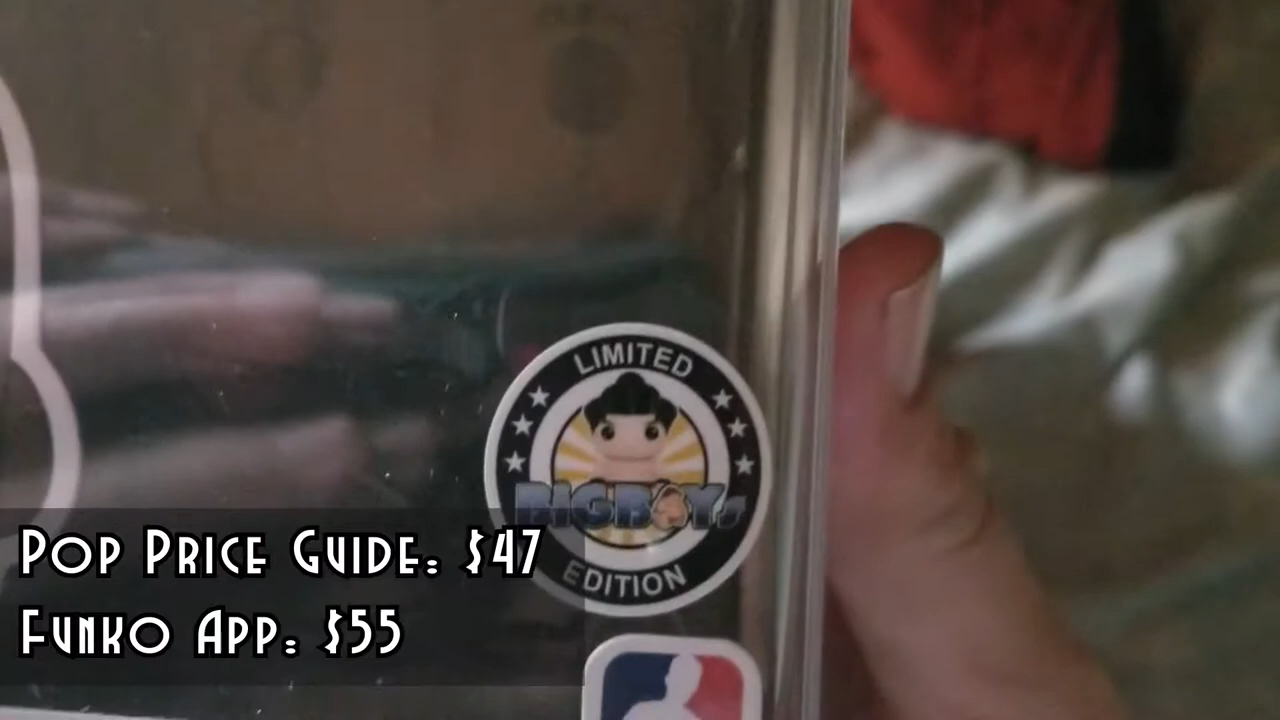 LIMITED
BIGBOYS
EDITION
Pop Price Guide: $47
Funko App: $55